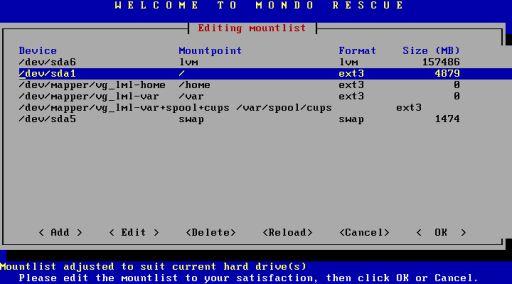 WELCOME TO MONDO RESCUE
Editing mountlist
Device Mountpoint Format Size (MB)
/dev/sda6 lvm lvm 157486
/dev/sda1 / ext3 4879
/dev/mapper/vg_lml-home /home ext3 0
/dev/mapper/vg_lml-var /var ext3 0
/dev/mapper/vg_lml-var+spool+cups /var/spool/cups ext3
/dev/sda5 swap swap 1474
< Add > < Edit > <Delete> <Reload> <Cancel> < OK >
Mountlist adjusted to suit current hard drive(s)
Please edit the mountlist to your satisfaction, then click OK or Cancel.